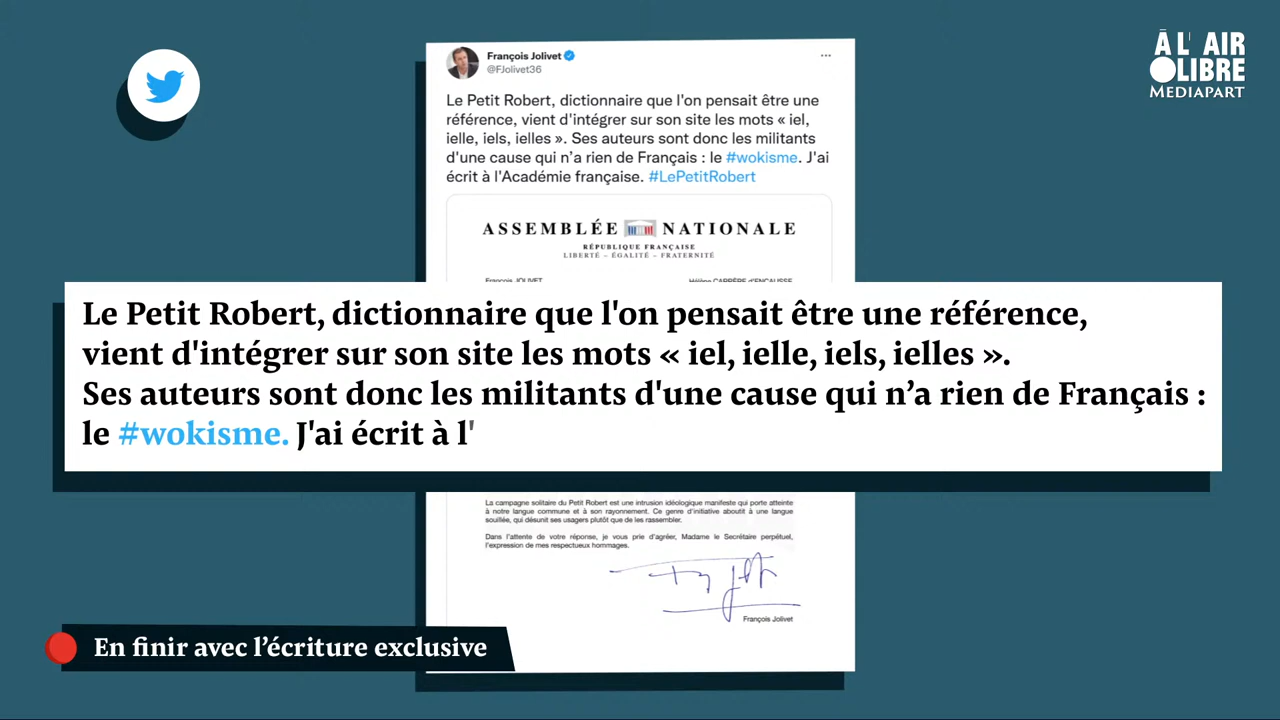 À L' AIR
LIBRE
MEDIAPART
François Jolivet
@FJolivet36
Le Petit Robert, dictionnaire que l'on pensait être une
référence, vient d'intégrer sur son site les mots « iel,
ielle, iels, ielles ». Ses auteurs sont donc les militants
d'une cause qui n’a rien de Français : le #wokisme. J'ai
écrit à l'Académie française. #LePetitRobert
ASSEMBLÉE NATIONALE
RÉPUBLIQUE FRANÇAISE
LIBERTÉ – ÉGALITÉ – FRATERNITÉ
François JOLIVET
Hélène CARRÈRE d'ENCAUSSE
Le Petit Robert, dictionnaire que l'on pensait être une référence,
vient d'intégrer sur son site les mots « iel, ielle, iels, ielles ».
Ses auteurs sont donc les militants d'une cause qui n’a rien de Français :
le #wokisme. J'ai écrit à l'
La campagne solitaire du Petit Robert est une intrusion idéologique manifeste qui porte atteinte
à notre langue commune et à son rayonnement. Ce genre d'initiative aboutit à une langue
souillée, qui désunit ses usagers plutôt que de les rassembler.
Dans l'attente de votre réponse, je vous prie d'agréer, Madame le Secrétaire perpétuel,
l'expression de mes respectueux hommages.
François Jolivet
En finir avec l’écriture exclusive